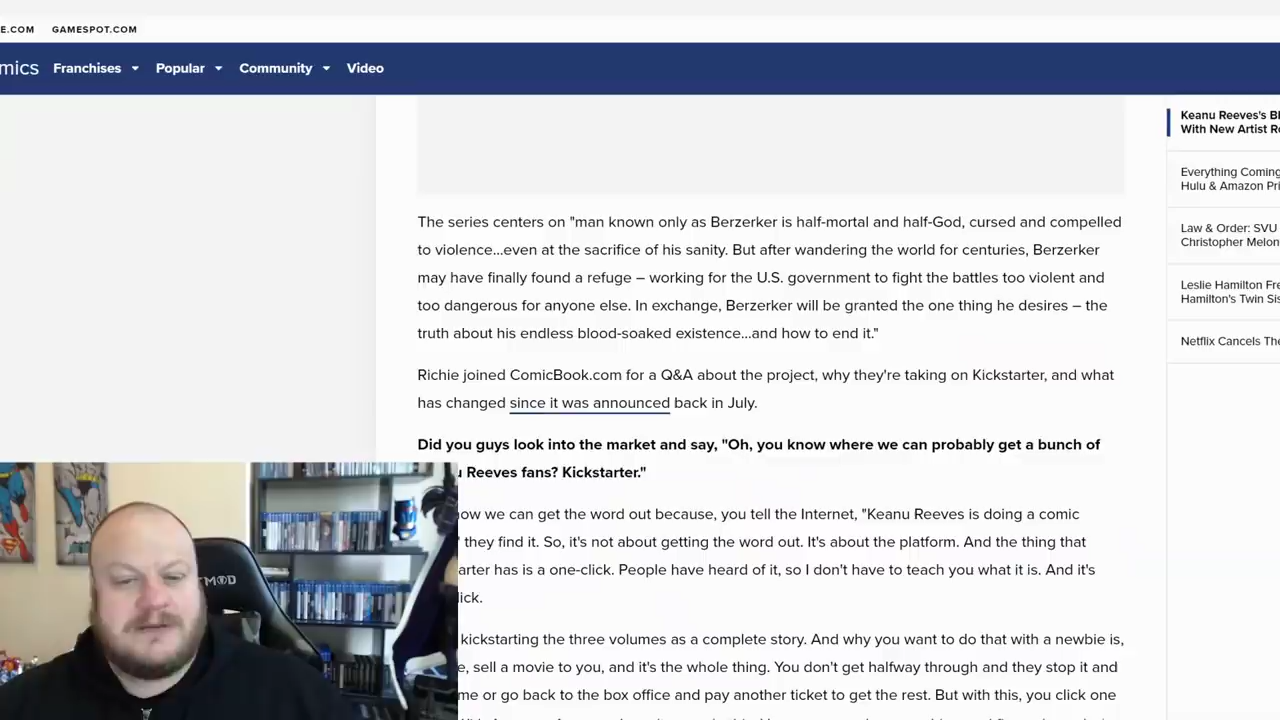 E.COM GAMESPOT.COM
mics Franchises Popular Community Video
Keanu Reeves's
With New Artist
Everything Coming
Hulu & Amazon
Law & Order: SVU
Christopher
Leslie Hamilton
Hamilton's Twin
Netflix Cancels
The series centers on "man known only as Berzerker is half-mortal and half-God, cursed and compelled
to violence...even at the sacrifice of his sanity. But after wandering the world for centuries, Berzerker
may have finally found a refuge – working for the U.S. government to fight the battles too violent and
too dangerous for anyone else. In exchange, Berzerker will be granted the one thing he desires – the
truth about his endless blood-soaked existence...and how to end it."
Richie joined ComicBook.com for a Q&A about the project, why they're taking on Kickstarter, and what
has changed since it was announced back in July.
Did you guys look into the market and say, "Oh, you know where we can probably get a bunch of
u Reeves fans? Kickstarter."
ow we can get the word out because, you tell the Internet, "Keanu Reeves is doing a comic
" they find it. So, it's not about getting the word out. It's about the platform. And the thing that
arter has is a one-click. People have heard of it, so I don't have to teach you what it is. And it's
lick.
kickstarting the three volumes as a complete story. And why you want to do that with a newbie is,
e, sell a movie to you, and it's the whole thing. You don't get halfway through and they stop it and
me or go back to the box office and pay another ticket to get the rest. But with this, you click one